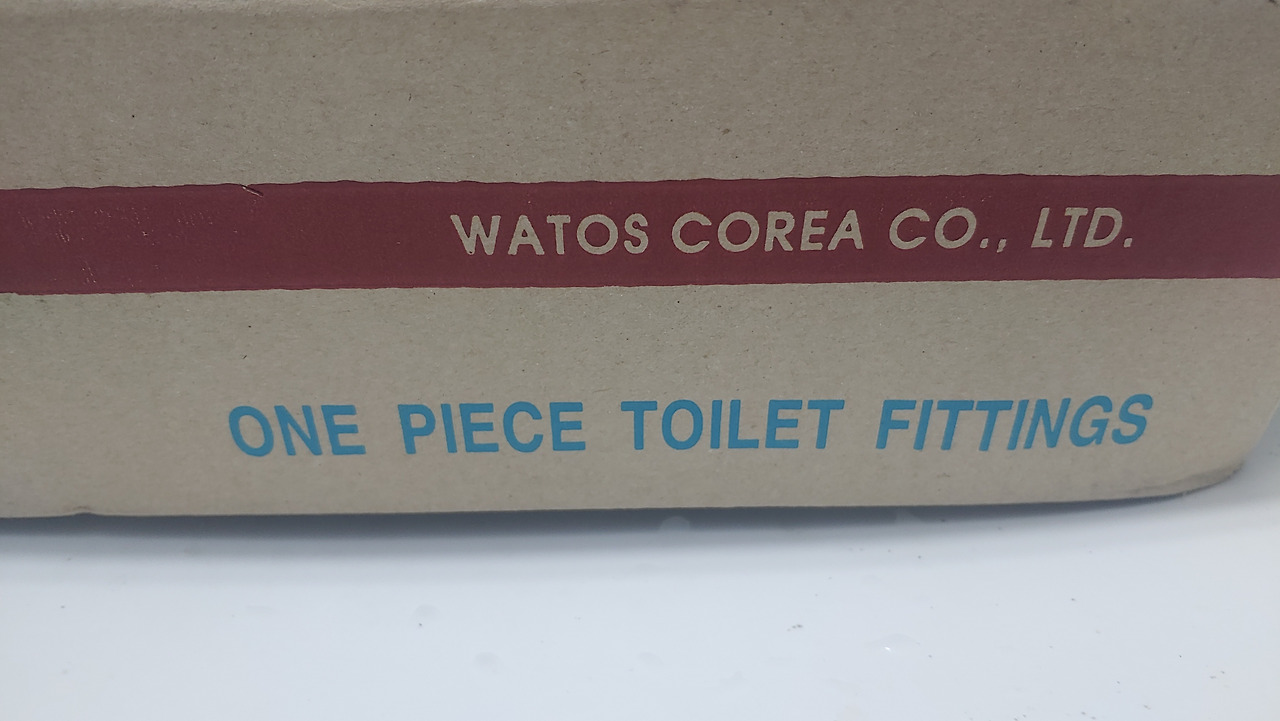 WATOS COREA CO., LTD.
ONE PIECE TOILET FITTINGS